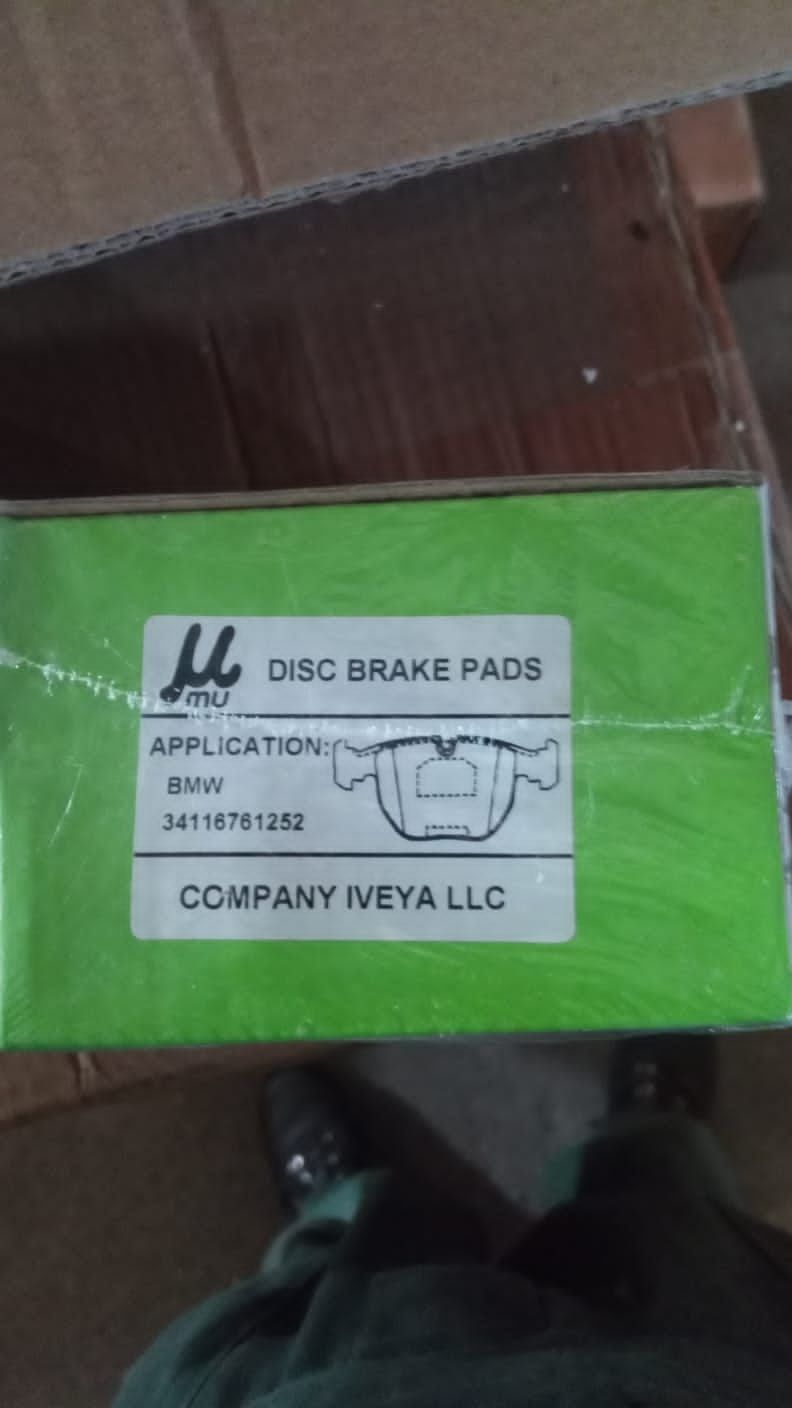 µ
mu
DISC BRAKE PADS
APPLICATION:
BMW
34116761252
COMPANY IVEYA LLC